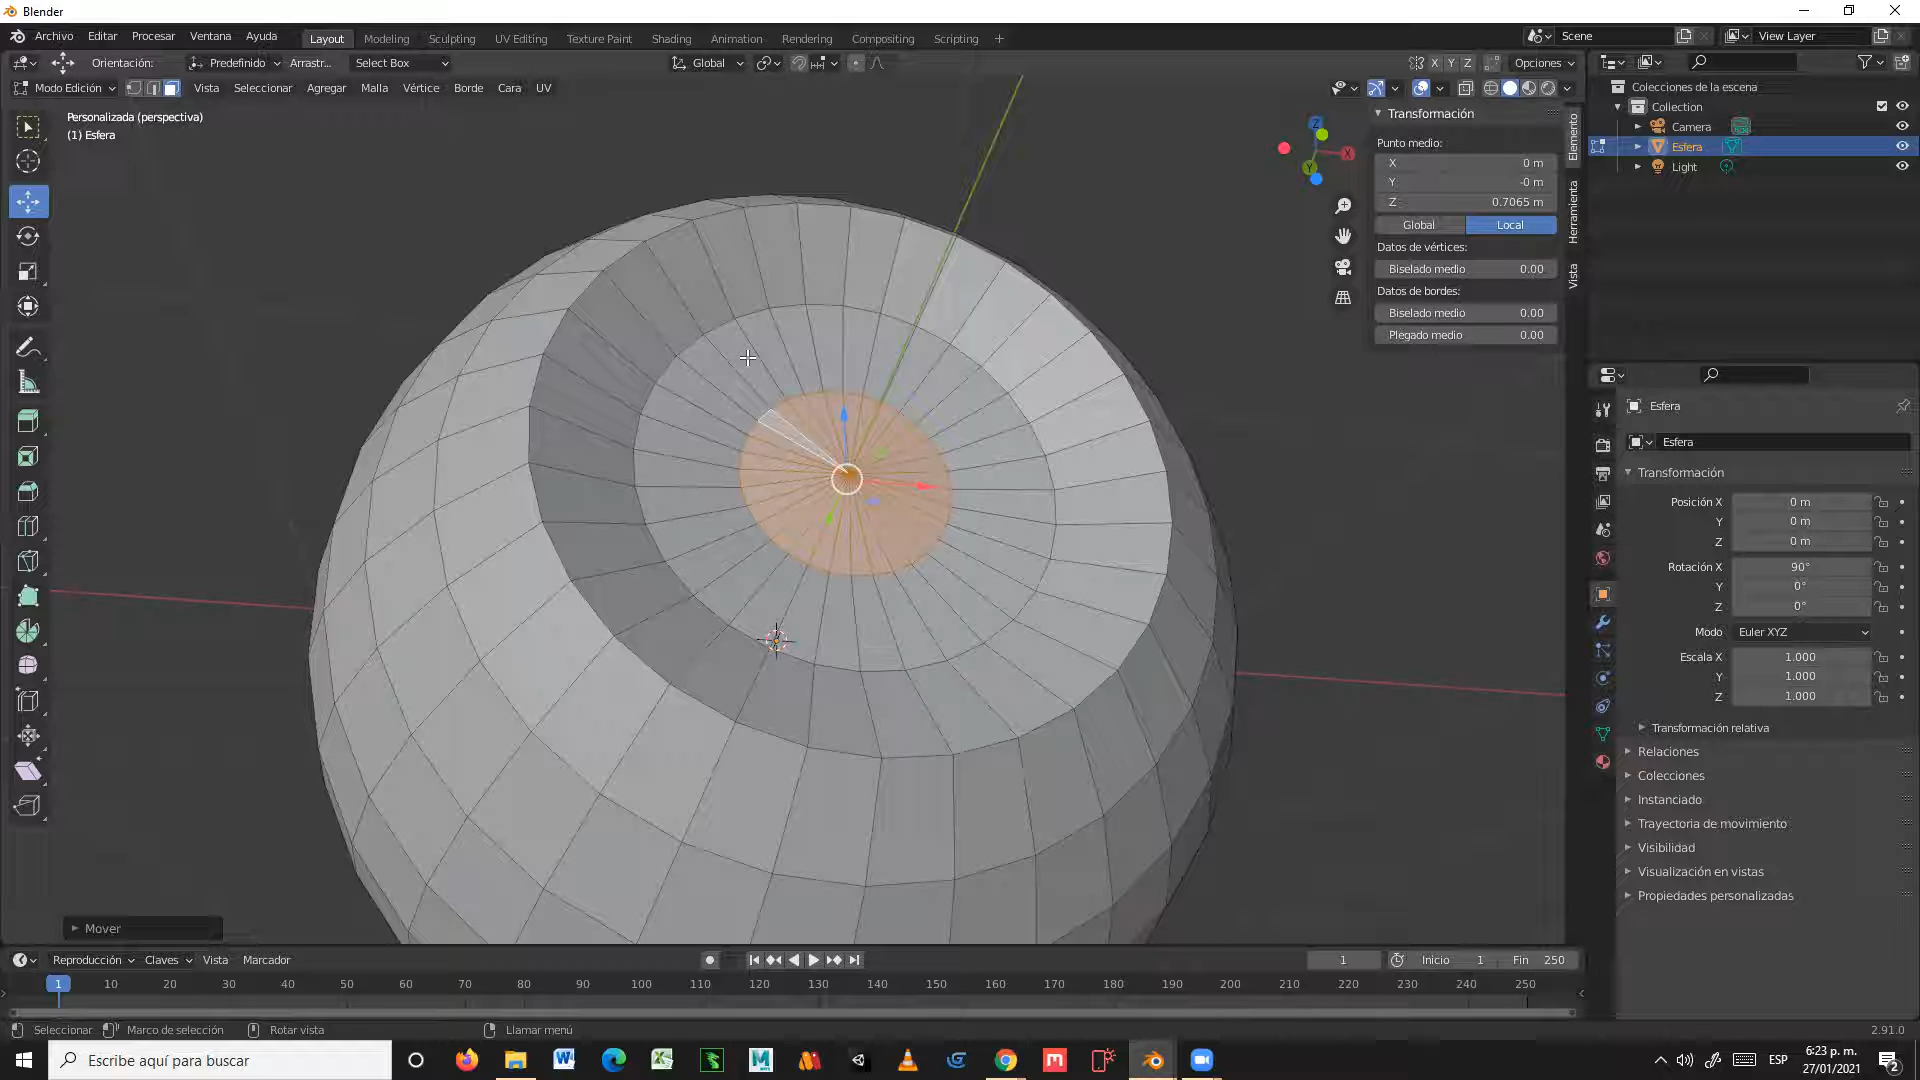 Blender
Archivo Editar Procesar Ventana Ayuda Layout Modeling Sculpting UV Editing Texture Paint Shading Animation Rendering Compositing Scripting + Scene View Layer
Orientación: Predefinido Arrastr... Select Box Global X Y Z Opciones
Modo Edición Vista Seleccionar Agregar Malla Vértice Borde Cara UV
Personalizada (perspectiva)
(1) Esfera
Z
X
Y
Transformación
Punto medio:
X 0 m
Y -0 m
Z 0.7065 m
Global Local
Datos de vértices:
Biselado medio 0.00
Datos de bordes:
Biselado medio 0.00
Plegado medio 0.00
Elemento
Herramienta
Vista
Colecciones de la escena
Collection
Camera
Esfera
Light
Esfera
Esfera
Transformación
Posición X 0 m
Y 0 m
Z 0 m
Rotación X 90°
Y 0°
Z 0°
Modo Euler XYZ
Escala X 1.000
Y 1.000
Z 1.000
Transformación relativa
Relaciones
Colecciones
Instanciado
Trayectoria de movimiento
Visibilidad
Visualización en vistas
Propiedades personalizadas
Mover
Reproducción Claves Vista Marcador 1 Inicio 1 Fin 250
1 10 20 30 40 50 60 70 80 90 100 110 120 130 140 150 160 170 180 190 200 210 220 230 240 250
Seleccionar Marco de selección Rotar vista Llamar menú 2.91.0
Escribe aquí para buscar
ESP
6:23 p. m.
27/01/2021
2